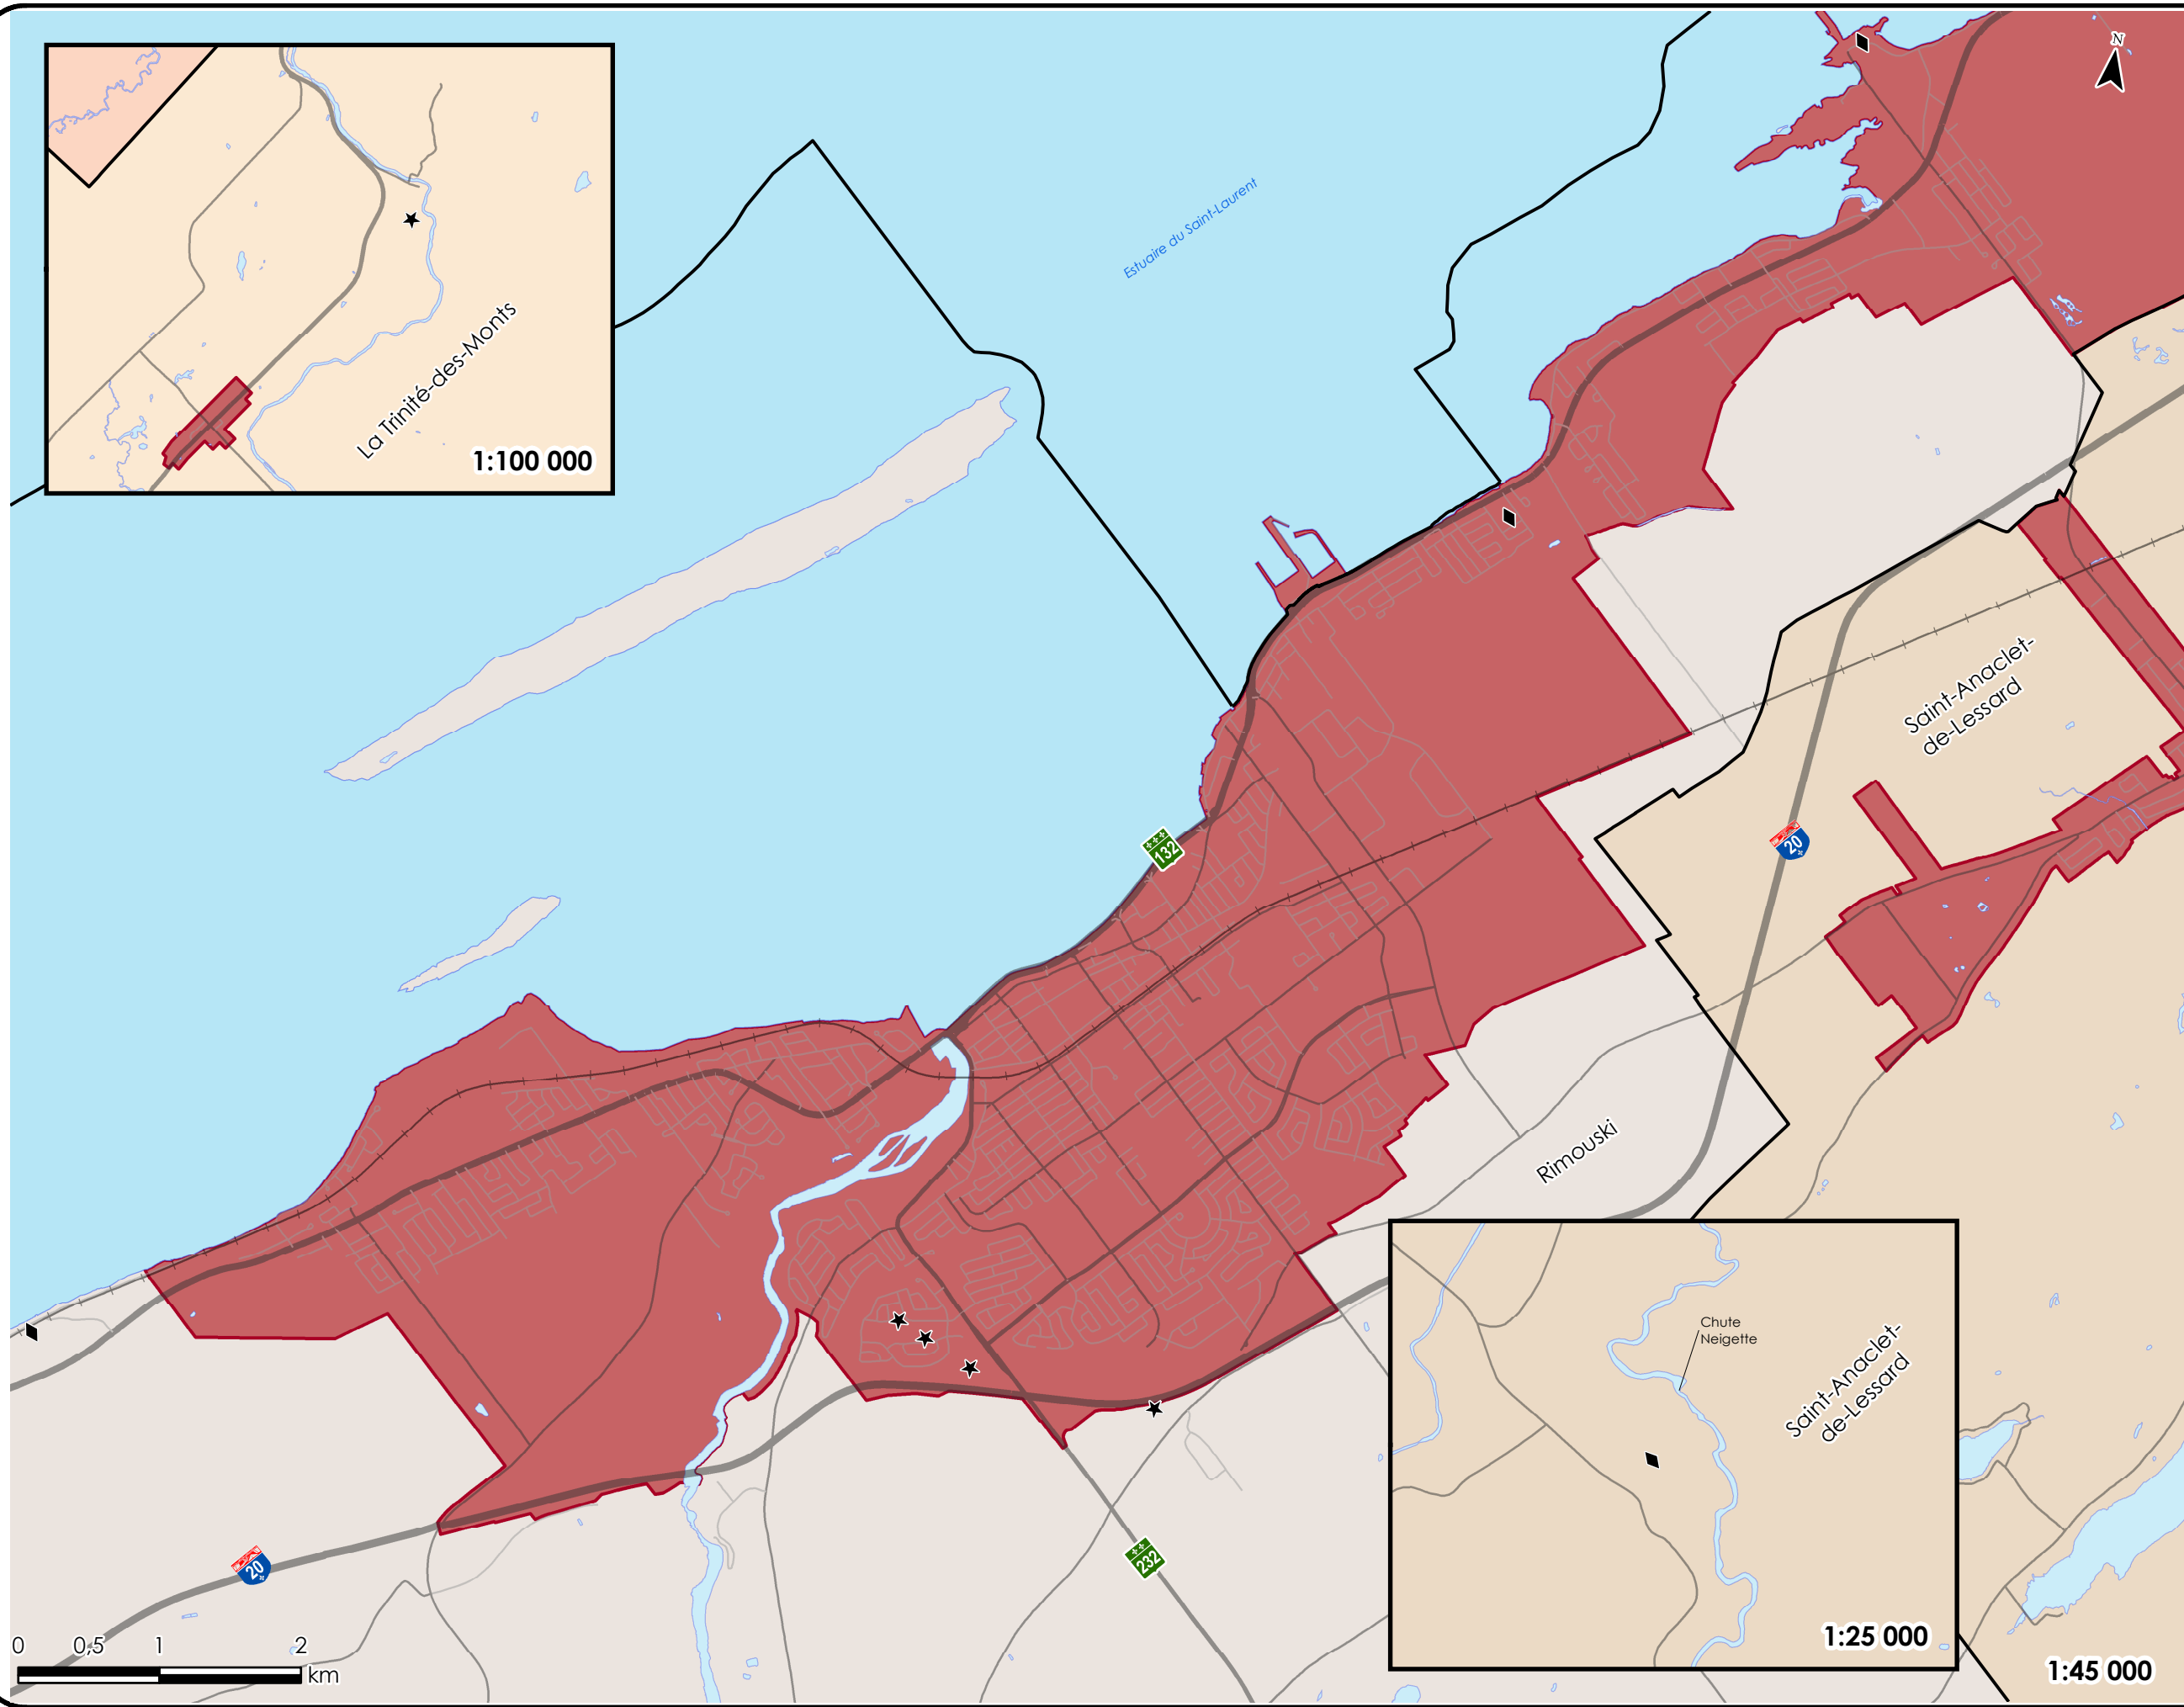 N
Estuaire du Saint-Laurent
La Trinité-des-Monts
1:100 000
Saint-Anaclet-
de-Lessard
132
20
Rimouski
Chute
Neigette
Saint-Anaclet-
de-Lessard
1:25 000
232
20
0 0,5 1 2
km
1:45 000